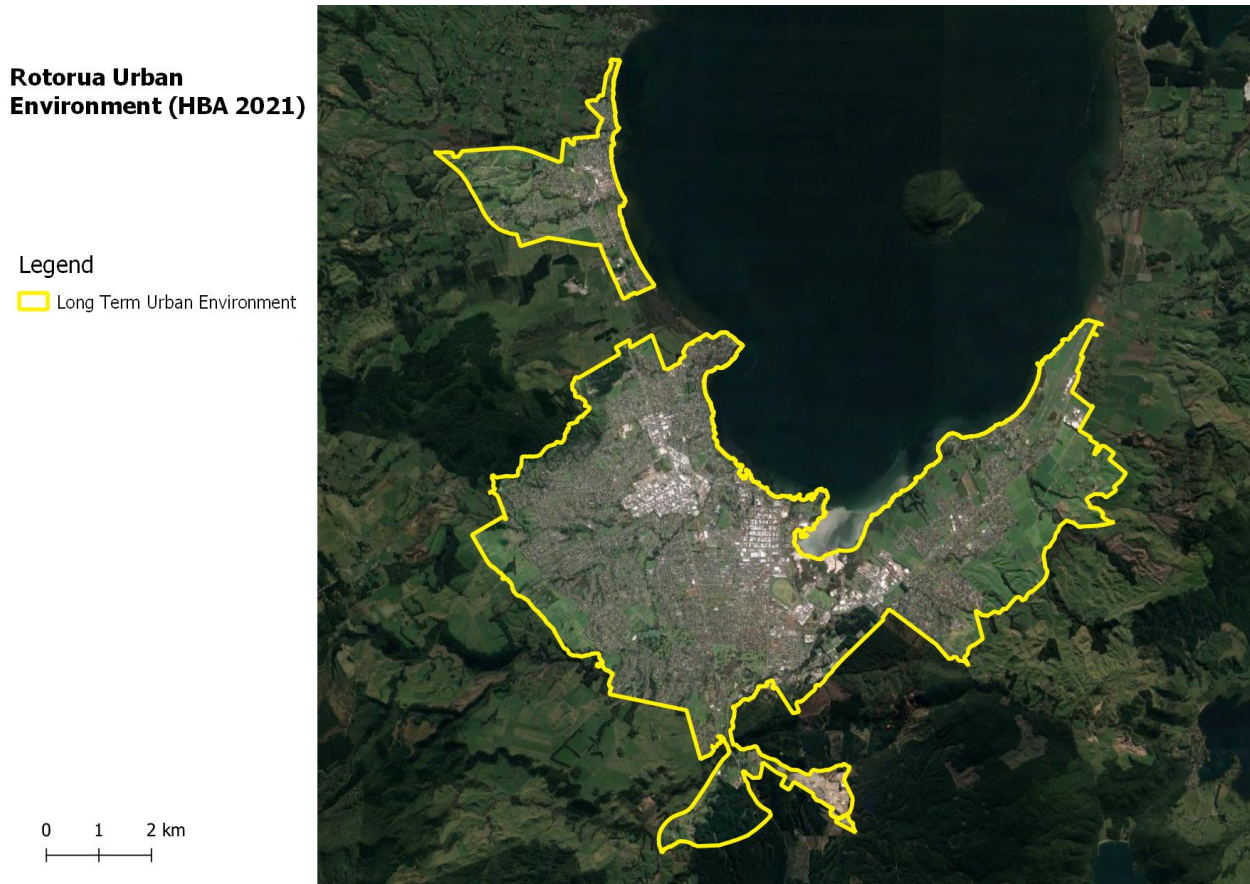 Rotorua Urban
Environment (HBA 2021)
Legend
Long Term Urban Environment
0 1 2 km